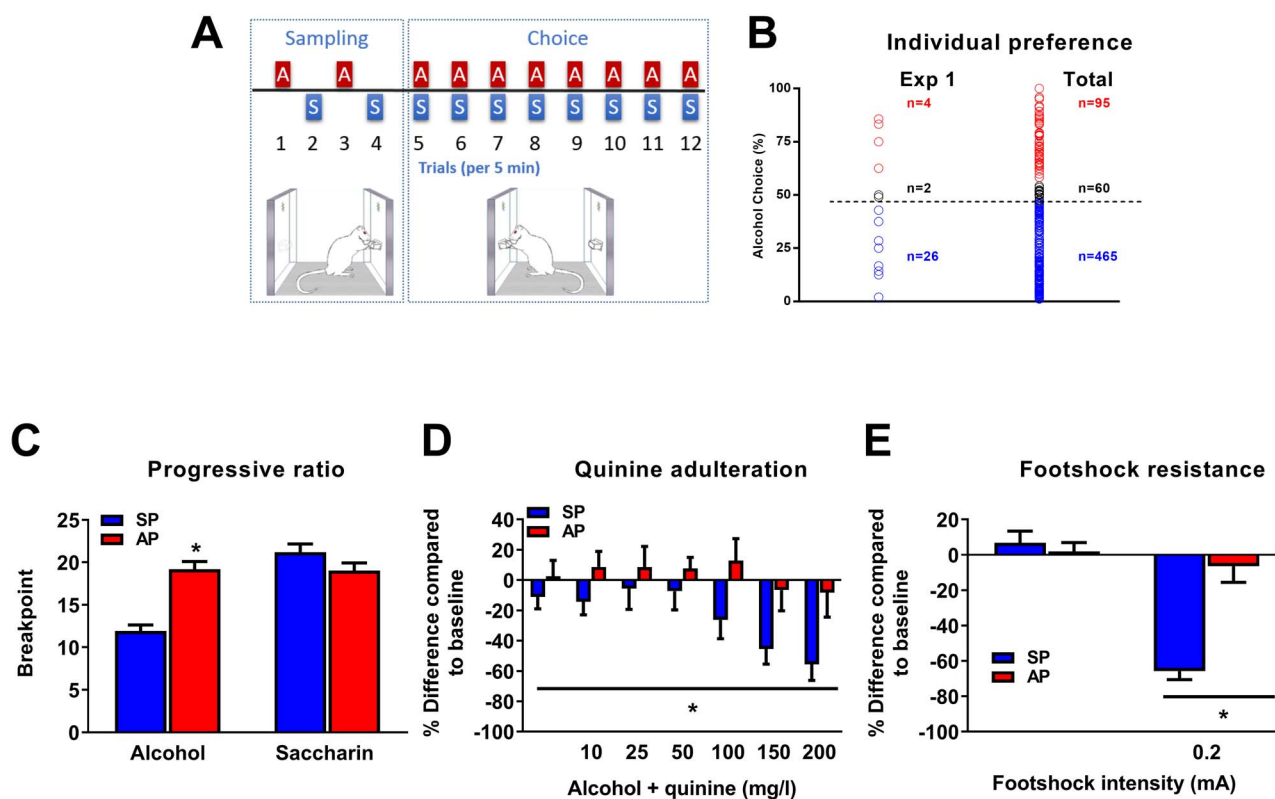 A
Sampling
Choice
A A A A A A A A A A
S S S S S S S S S S
1 2 3 4 5 6 7 8 9 10 11 12
Trials (per 5 min)
B
Individual preference
Exp 1
Total
n=4
n=95
n=2
n=60
n=26
n=465
100
75
50
25
0
Alcohol Choice (%)
C
Progressive ratio
SP
AP
*
25
20
15
10
5
0
Breakpoint
Alcohol
Saccharin
D
Quinine adulteration
SP
AP
40
20
0
-20
-40
-60
-80
-100
% Difference compared
to baseline
*
10 25 50 100 150 200
Alcohol + quinine (mg/l)
E
Footshock resistance
20
0
-20
-40
-60
-80
-100
% Difference compared
to baseline
SP
AP
*
0.2
Footshock intensity (mA)